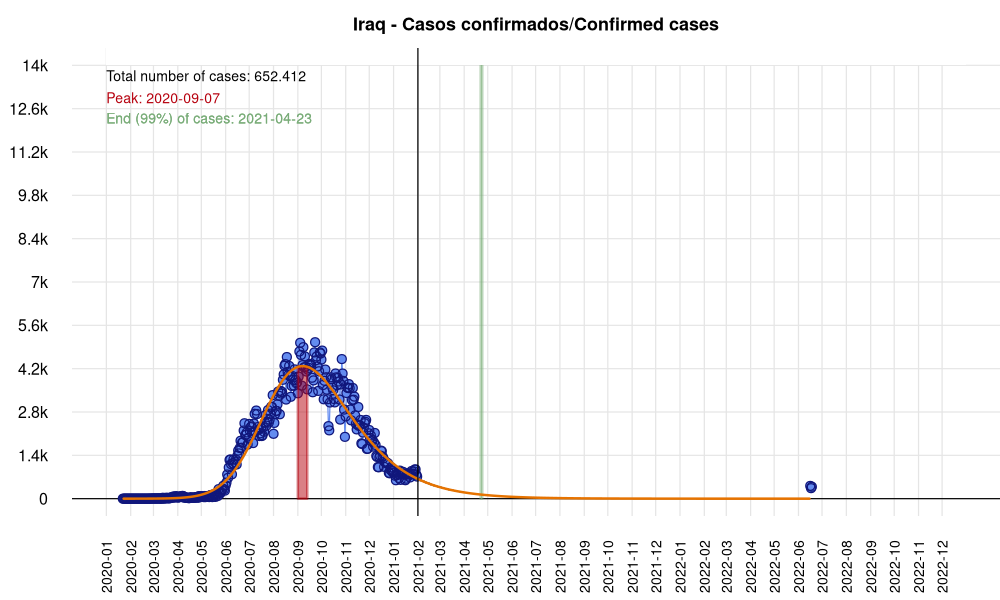 Iraq - Casos confirmados/Confirmed cases
14k
12.6k
11.2k
9.8k
8.4k
7k
5.6k
4.2k
2.8k
1.4k
0
Total number of cases: 652.412
Peak: 2020-09-07
End (99%) of cases: 2021-04-23
2020-01
2020-02
2020-03
2020-04
2020-05
2020-06
2020-07
2020-08
2020-09
2020-10
2020-11
2020-12
2021-01
2021-02
2021-03
2021-04
2021-05
2021-06
2021-07
2021-08
2021-09
2021-10
2021-11
2021-12
2022-01
2022-02
2022-03
2022-04
2022-05
2022-06
2022-07
2022-08
2022-09
2022-10
2022-11
2022-12